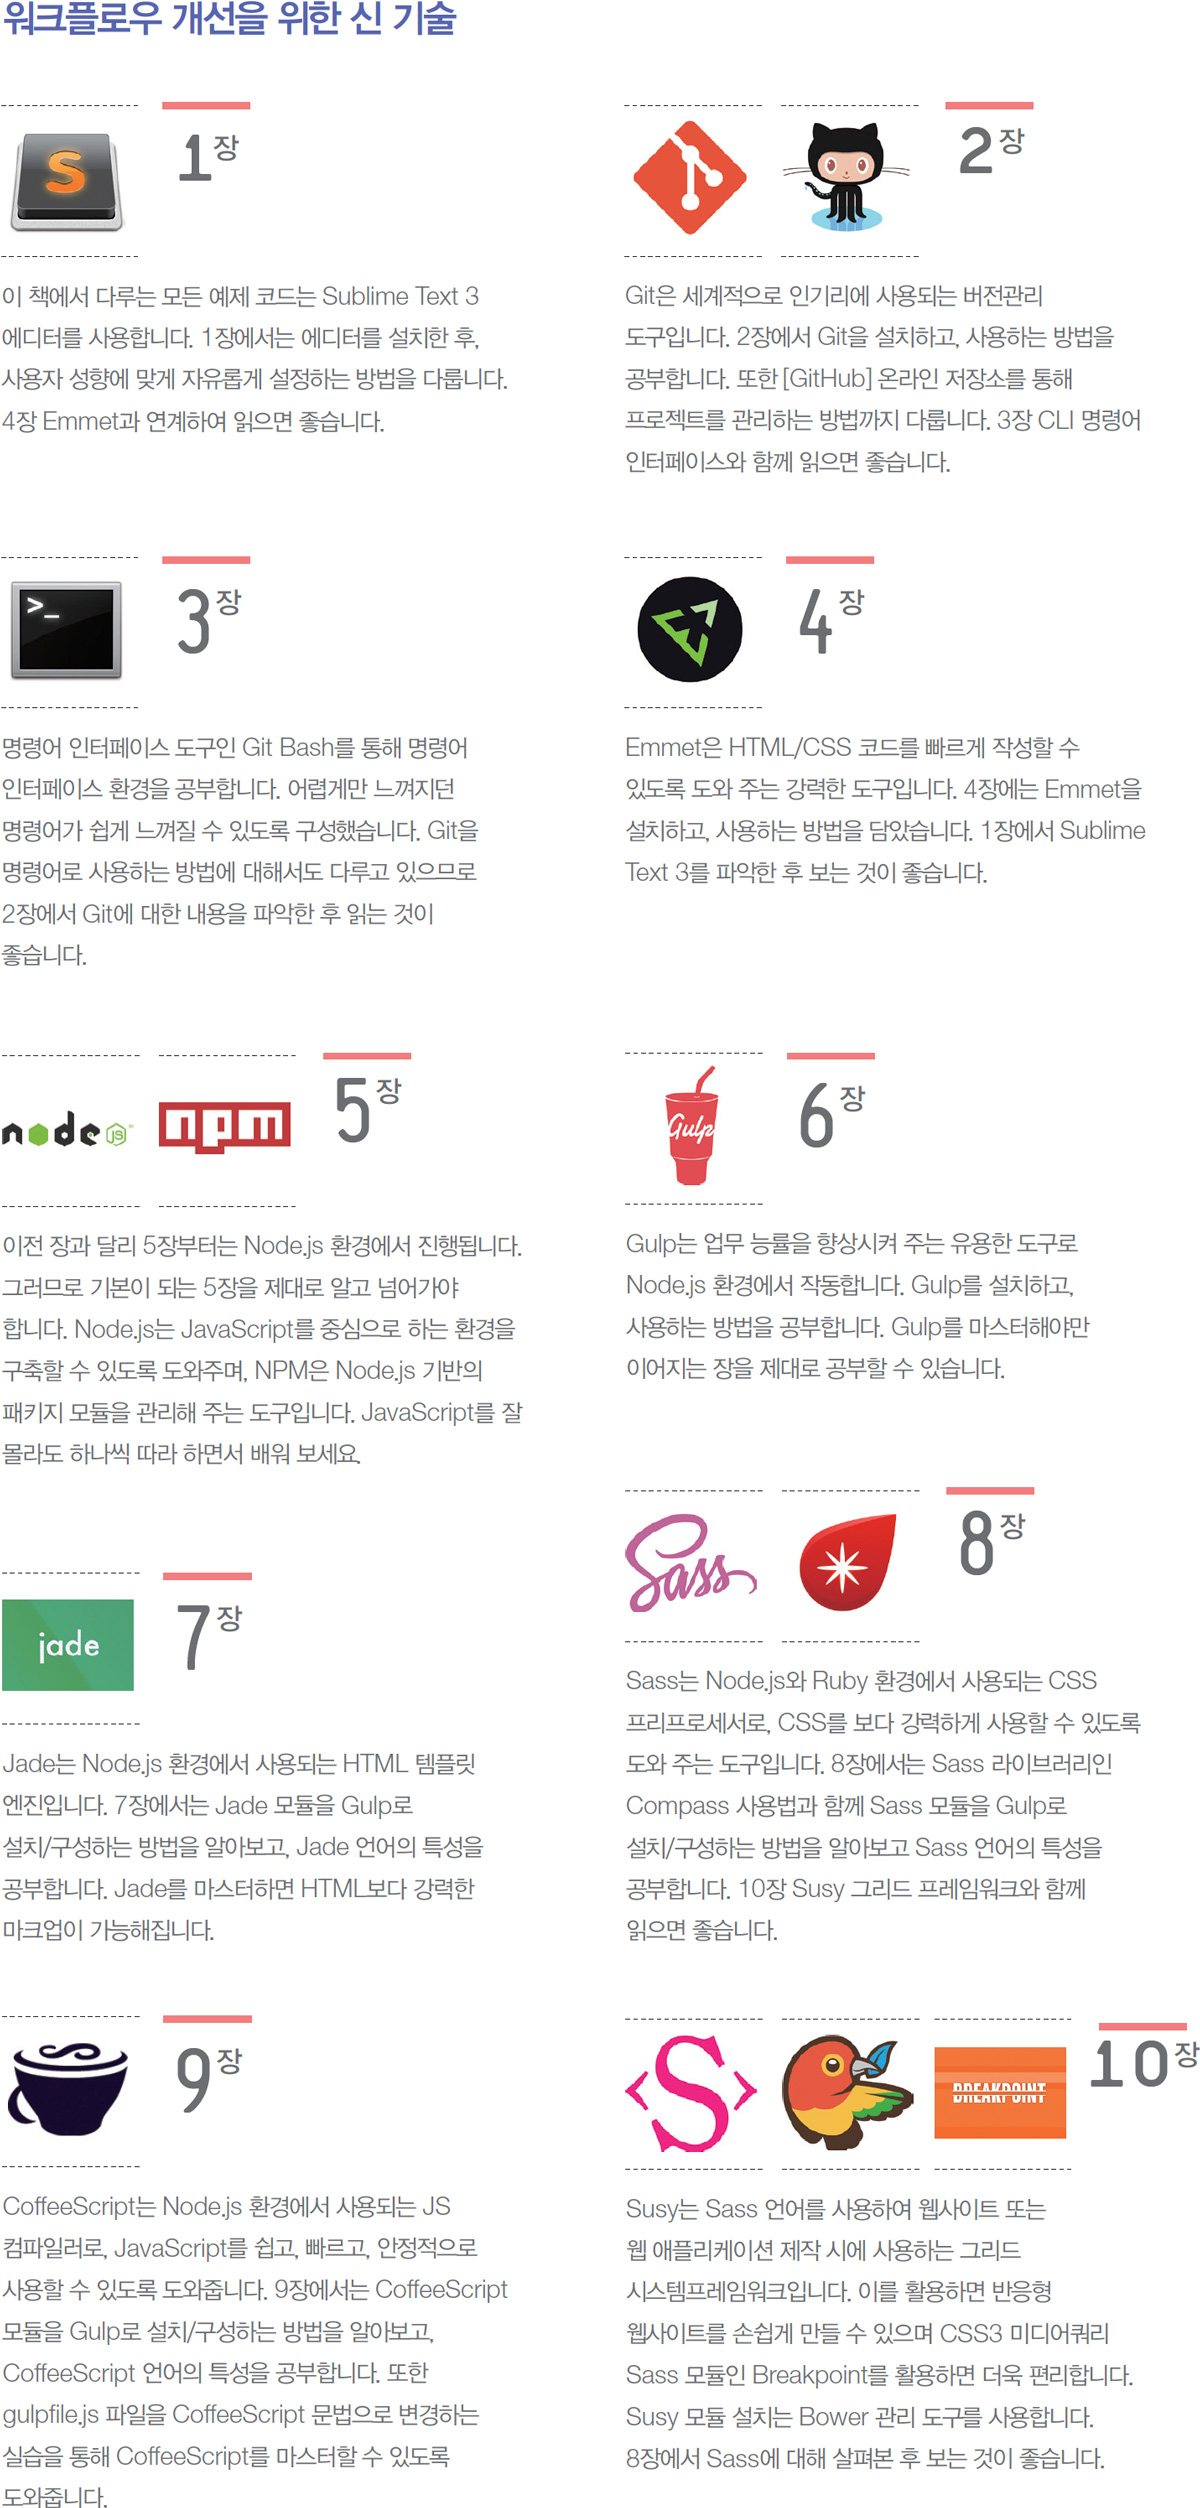 워크플로우 개선을 위한 신 기술
S
1장
이 책에서 다루는 모든 예제 코드는 Sublime Text 3
에디터를 사용합니다. 1장에서는 에디터를 설치한 후,
사용자 성향에 맞게 자유롭게 설정하는 방법을 다룹니다.
4장 Emmet과 연계하여 읽으면 좋습니다.
2장
Git은 세계적으로 인기리에 사용되는 버전관리
도구입니다. 2장에서 Git을 설치하고, 사용하는 방법을
공부합니다. 또한 [GitHub] 온라인 저장소를 통해
프로젝트를 관리하는 방법까지 다룹니다. 3장 CLI 명령어
인터페이스와 함께 읽으면 좋습니다.
>_
3장
명령어 인터페이스 도구인 Git Bash를 통해 명령어
인터페이스 환경을 공부합니다. 어렵게만 느껴지던
명령어가 쉽게 느껴질 수 있도록 구성했습니다. Git을
명령어로 사용하는 방법에 대해서도 다루고 있으므로
2장에서 Git에 대한 내용을 파악한 후 읽는 것이
좋습니다.
4장
Emmet은 HTML/CSS 코드를 빠르게 작성할 수
있도록 도와 주는 강력한 도구입니다. 4장에는 Emmet을
설치하고, 사용하는 방법을 담았습니다. 1장에서 Sublime
Text 3를 파악한 후 보는 것이 좋습니다.
node JS
npm
5장
이전 장과 달리 5장부터는 Node.js 환경에서 진행됩니다.
그러므로 기본이 되는 5장을 제대로 알고 넘어가야
합니다. Node.js는 JavaScript를 중심으로 하는 환경을
구축할 수 있도록 도와주며, NPM은 Node.js 기반의
패키지 모듈을 관리해 주는 도구입니다. JavaScript를 잘
몰라도 하나씩 따라 하면서 배워 보세요.
Gulp
6장
Gulp는 업무 능률을 향상시켜 주는 유용한 도구로
Node.js 환경에서 작동합니다. Gulp를 설치하고,
사용하는 방법을 공부합니다. Gulp를 마스터해야만
이어지는 장을 제대로 공부할 수 있습니다.
jade
7장
Jade는 Node.js 환경에서 사용되는 HTML 템플릿
엔진입니다. 7장에서는 Jade 모듈을 Gulp로
설치/구성하는 방법을 알아보고, Jade 언어의 특성을
공부합니다. Jade를 마스터하면 HTML보다 강력한
마크업이 가능해집니다.
Sass
8장
Sass는 Node.js와 Ruby 환경에서 사용되는 CSS
프리프로세서로, CSS를 보다 강력하게 사용할 수 있도록
도와 주는 도구입니다. 8장에서는 Sass 라이브러리인
Compass 사용법과 함께 Sass 모듈을 Gulp로
설치/구성하는 방법을 알아보고 Sass 언어의 특성을
공부합니다. 10장 Susy 그리드 프레임워크와 함께
읽으면 좋습니다.
9장
CoffeeScript는 Node.js 환경에서 사용되는 JS
컴파일러로, JavaScript를 쉽고, 빠르고, 안정적으로
사용할 수 있도록 도와줍니다. 9장에서는 CoffeeScript
모듈을 Gulp로 설치/구성하는 방법을 알아보고,
CoffeeScript 언어의 특성을 공부합니다. 또한
gulpfile.js 파일을 CoffeeScript 문법으로 변경하는
실습을 통해 CoffeeScript를 마스터할 수 있도록
도와줍니다.
<S>
BREAKPOINT
10장
Susy는 Sass 언어를 사용하여 웹사이트 또는
웹 애플리케이션 제작 시에 사용하는 그리드
시스템프레임워크입니다. 이를 활용하면 반응형
웹사이트를 손쉽게 만들 수 있으며 CSS3 미디어쿼리
Sass 모듈인 Breakpoint를 활용하면 더욱 편리합니다.
Susy 모듈 설치는 Bower 관리 도구를 사용합니다.
8장에서 Sass에 대해 살펴본 후 보는 것이 좋습니다.